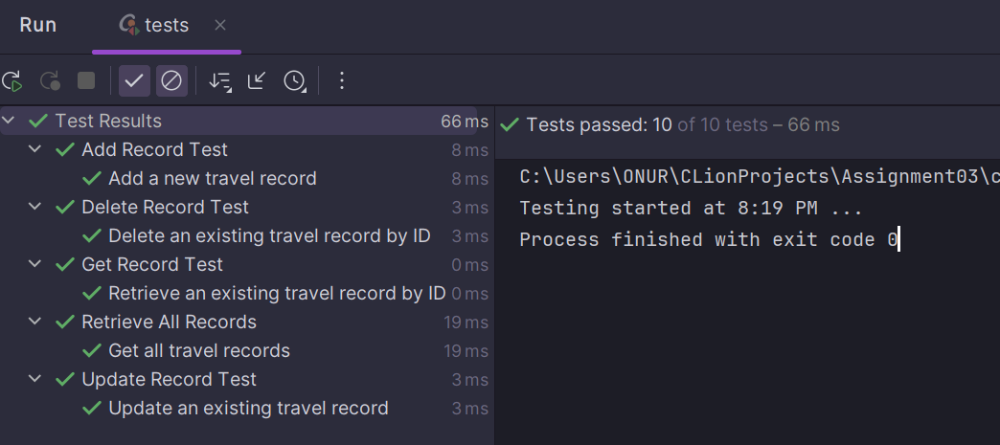 Run tests
Test Results 66 ms
Add Record Test 8 ms
Add a new travel record 8 ms
Delete Record Test 3 ms
Delete an existing travel record by ID 3 ms
Get Record Test 0 ms
Retrieve an existing travel record by ID 0 ms
Retrieve All Records 19 ms
Get all travel records 19 ms
Update Record Test 3 ms
Update an existing travel record 3 ms
Tests passed: 10 of 10 tests – 66 ms
C:\Users\ONUR\CLionProjects\Assignment03\c
Testing started at 8:19 PM ...
Process finished with exit code 0